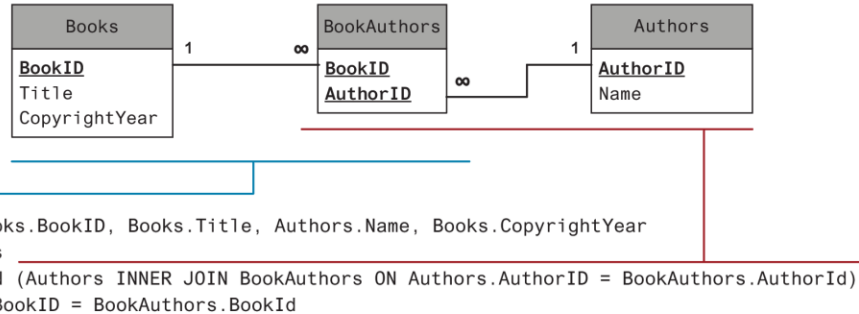 Books
BookAuthors
Authors
1
∞
1
BookID
Title
CopyrightYear
BookID
AuthorID
∞
AuthorID
Name
oks.BookID, Books.Title, Authors.Name, Books.CopyrightYear
s
(Authors INNER JOIN BookAuthors ON Authors.AuthorID = BookAuthors.AuthorId)
BookID = BookAuthors.BookId